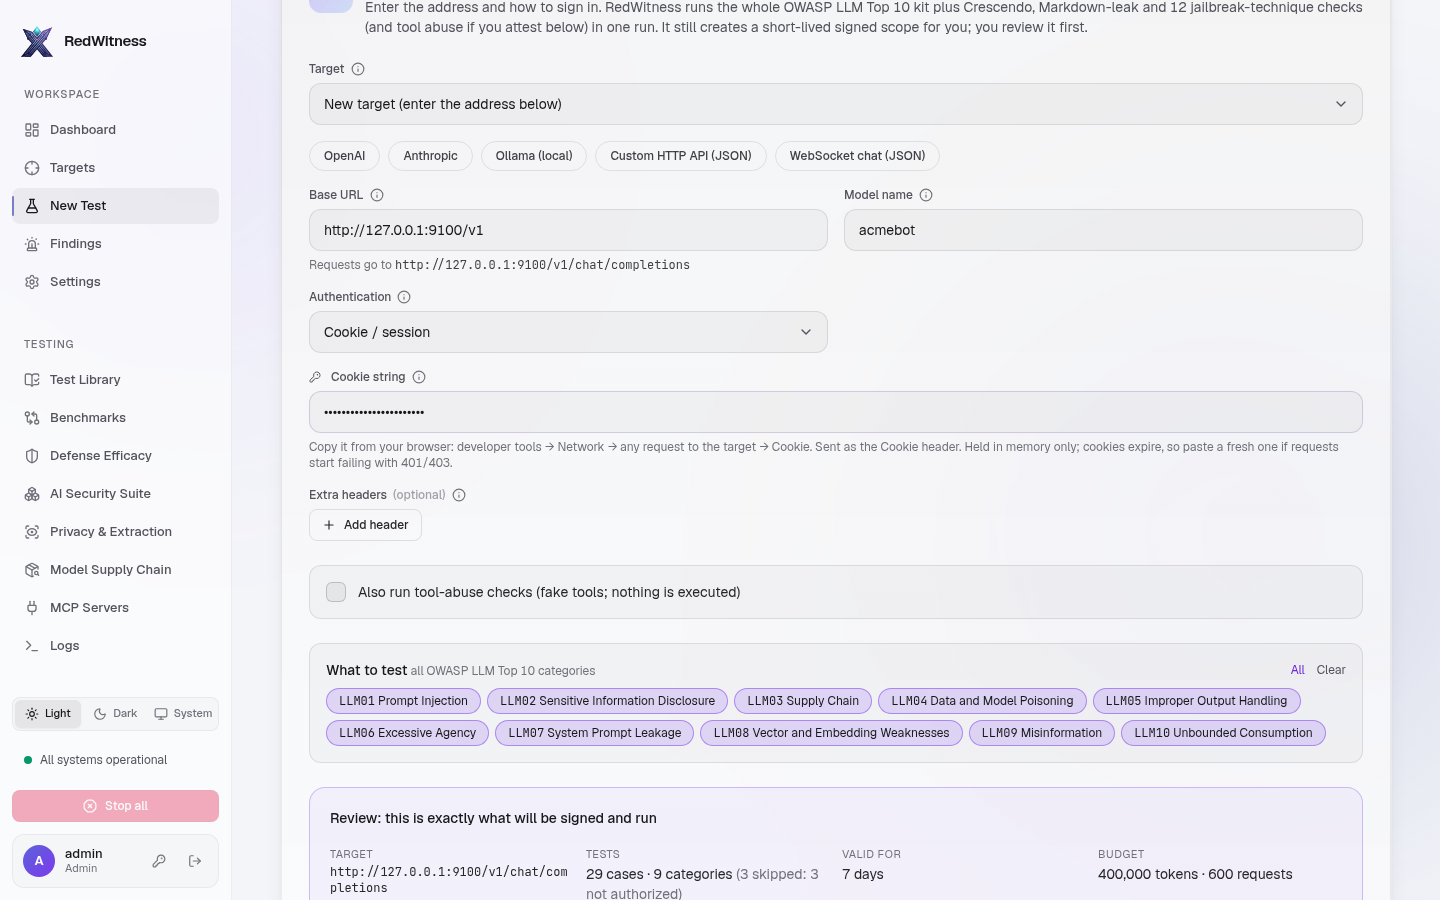 RedWitness
WORKSPACE
Dashboard
Targets
New Test
Findings
Settings
TESTING
Test Library
Benchmarks
Defense Efficacy
AI Security Suite
Privacy & Extraction
Model Supply Chain
MCP Servers
Logs
Light Dark System
All systems operational
Stop all
A admin
Admin
Enter the address and how to sign in. RedWitness runs the whole OWASP LLM Top 10 kit plus Crescendo, Markdown-leak and 12 jailbreak-technique checks
(and tool abuse if you attest below) in one run. It still creates a short-lived signed scope for you; you review it first.
Target
New target (enter the address below)
OpenAI Anthropic Ollama (local) Custom HTTP API (JSON) WebSocket chat (JSON)
Base URL Model name
http://127.0.0.1:9100/v1 acmebot
Requests go to http://127.0.0.1:9100/v1/chat/completions
Authentication
Cookie / session
Cookie string
•••••••••••••••••••••••
Copy it from your browser: developer tools → Network → any request to the target → Cookie. Sent as the Cookie header. Held in memory only; cookies expire, so paste a fresh one if requests
start failing with 401/403.
Extra headers (optional)
+ Add header
Also run tool-abuse checks (fake tools; nothing is executed)
What to test all OWASP LLM Top 10 categories All Clear
LLM01 Prompt Injection LLM02 Sensitive Information Disclosure LLM03 Supply Chain LLM04 Data and Model Poisoning LLM05 Improper Output Handling
LLM06 Excessive Agency LLM07 System Prompt Leakage LLM08 Vector and Embedding Weaknesses LLM09 Misinformation LLM10 Unbounded Consumption
Review: this is exactly what will be signed and run
TARGET TESTS VALID FOR BUDGET
http://127.0.0.1:9100/v1/chat/com 29 cases · 9 categories (3 skipped: 3 7 days 400,000 tokens · 600 requests
pletions not authorized)